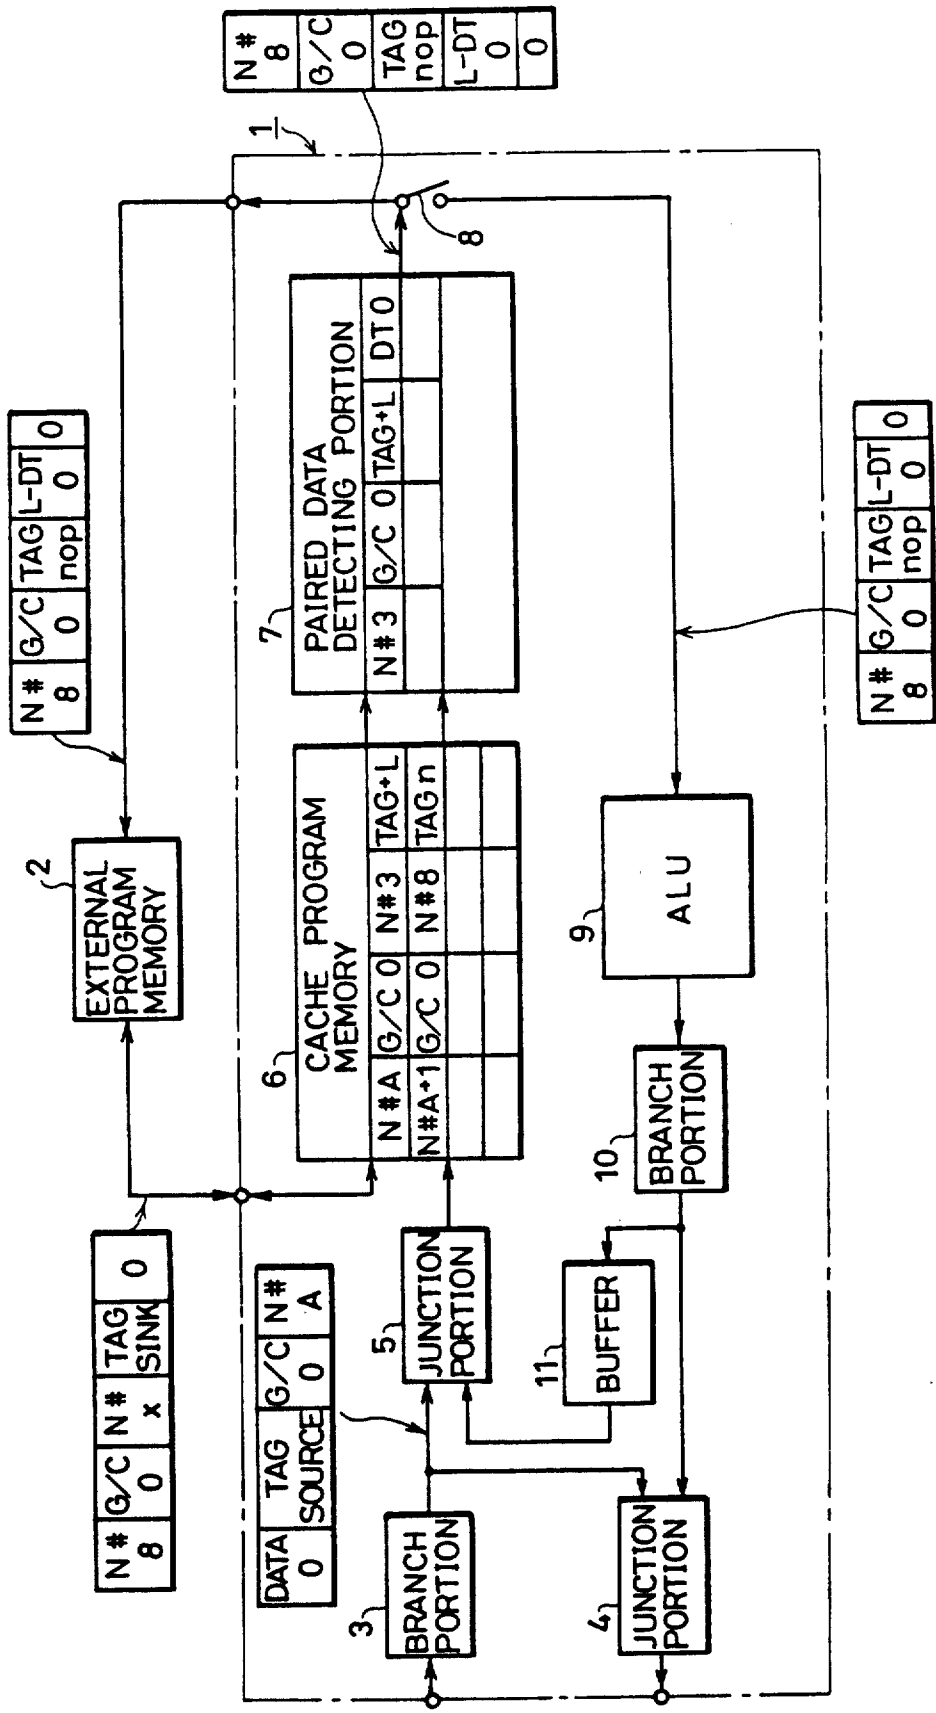 N# G/C N# TAG 0
8 0 x SINK
2
EXTERNAL
PROGRAM
MEMORY
N# G/C TAG L-DT 0
8 0 nop 0
DATA TAG G/C N#
0 SOURCE 0 A
6
CACHE PROGRAM
MEMORY
N#A G/C 0 N#3 TAG+L
N#A+1 G/C 0 N#8 TAG n
7
PAIRED DATA
DETECTING PORTION
N#3 G/C 0 TAG+L DT 0
1
N#
8
G/C
0
TAG
nop
L-DT
0
0
8
3
BRANCH
PORTION
5
JUNCTION
PORTION
4
JUNCTION
PORTION
11
BUFFER
10
BRANCH
PORTION
9
ALU
N# G/C TAG L-DT 0
8 0 nop 0